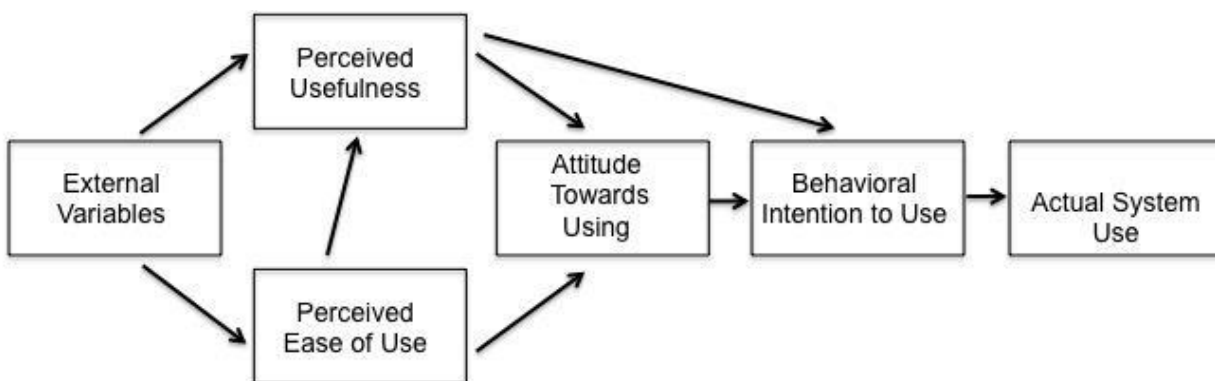 Perceived
Usefulness
External
Variables
Perceived
Ease of Use
Attitude
Towards
Using
Behavioral
Intention to Use
Actual System
Use